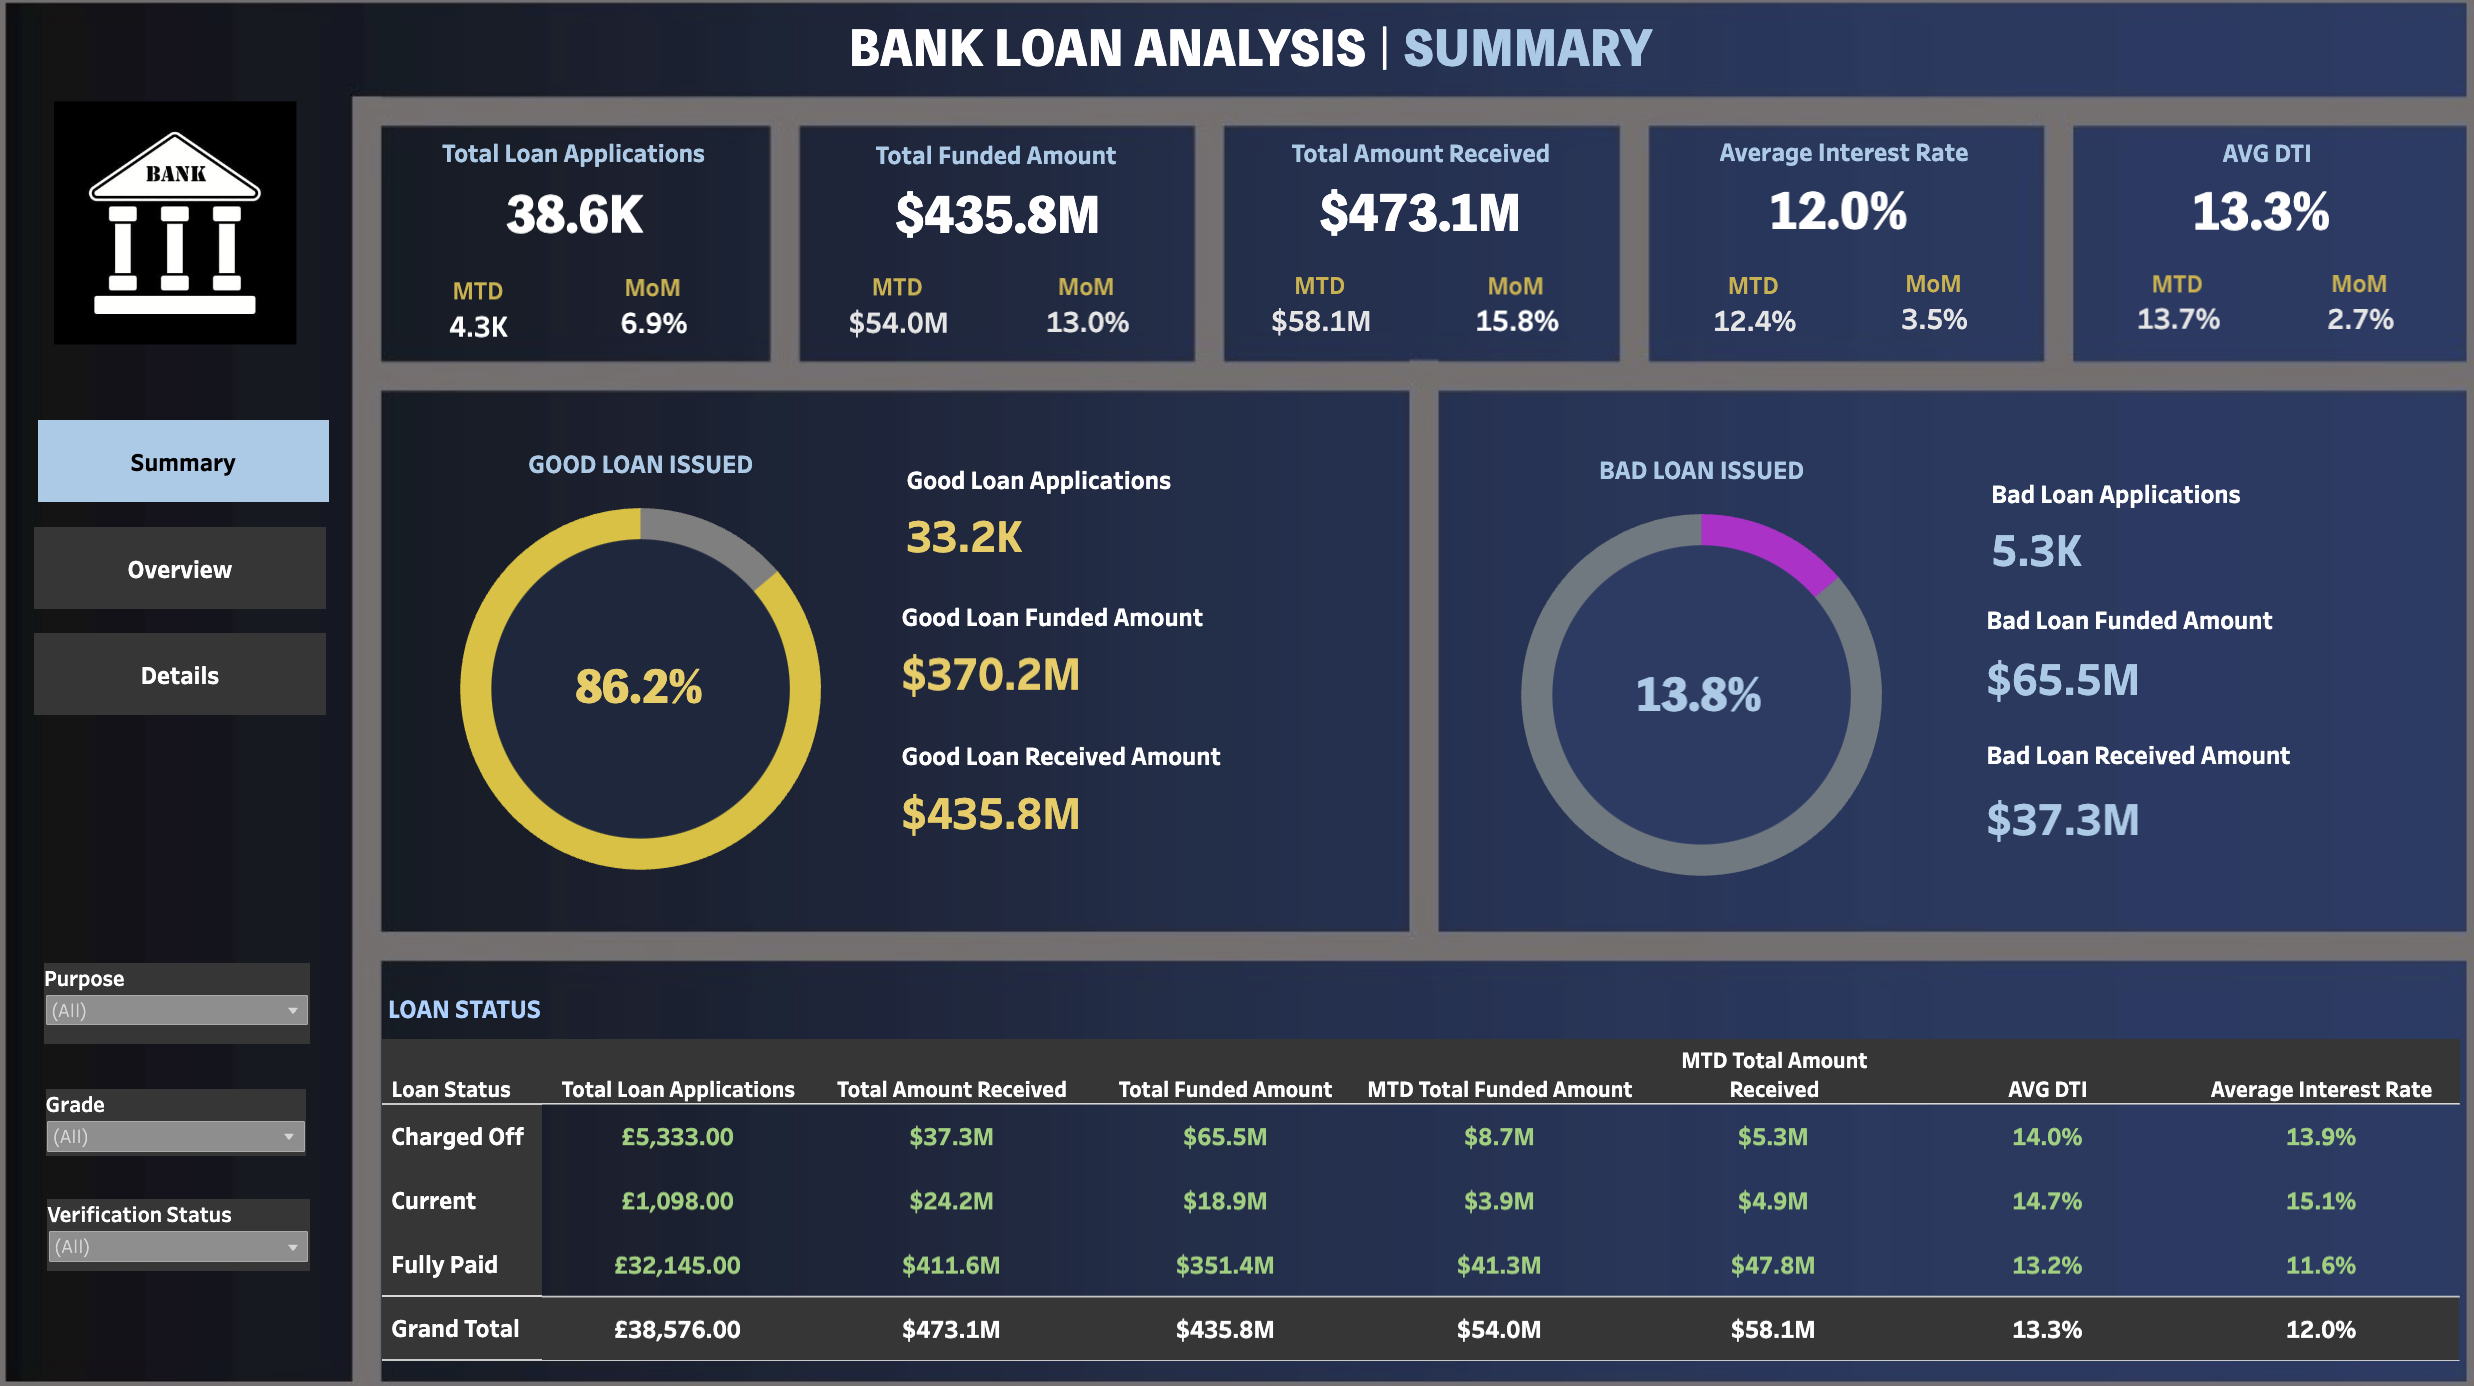 BANK LOAN ANALYSIS | SUMMARY
BANK
Summary
Overview
Details
Purpose
(All)
Grade
(All)
Verification Status
(All)
Total Loan Applications
38.6K
MTD MoM
4.3K 6.9%
Total Funded Amount
$435.8M
MTD MoM
$54.0M 13.0%
Total Amount Received
$473.1M
MTD MoM
$58.1M 15.8%
Average Interest Rate
12.0%
MTD MoM
12.4% 3.5%
AVG DTI
13.3%
MTD MoM
13.7% 2.7%
GOOD LOAN ISSUED
86.2%
Good Loan Applications
33.2K
Good Loan Funded Amount
$370.2M
Good Loan Received Amount
$435.8M
BAD LOAN ISSUED
13.8%
Bad Loan Applications
5.3K
Bad Loan Funded Amount
$65.5M
Bad Loan Received Amount
$37.3M
LOAN STATUS
MTD Total Amount
Loan Status Total Loan Applications Total Amount Received Total Funded Amount MTD Total Funded Amount Received AVG DTI Average Interest Rate
Charged Off £5,333.00 $37.3M $65.5M $8.7M $5.3M 14.0% 13.9%
Current £1,098.00 $24.2M $18.9M $3.9M $4.9M 14.7% 15.1%
Fully Paid £32,145.00 $411.6M $351.4M $41.3M $47.8M 13.2% 11.6%
Grand Total £38,576.00 $473.1M $435.8M $54.0M $58.1M 13.3% 12.0%